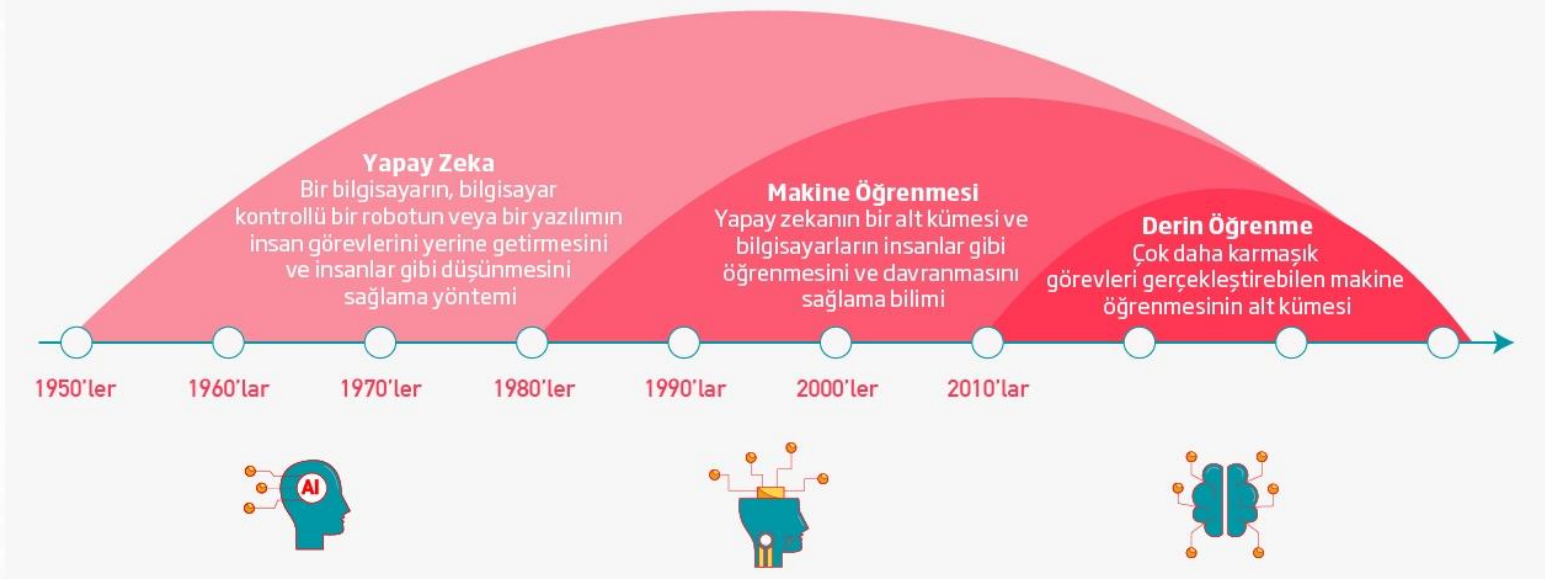 Yapay Zeka
Bir bilgisayarın, bilgisayar
kontrollü bir robotun veya bir yazılımın
insan görevlerini yerine getirmesini
ve insanlar gibi düşünmesini
sağlama yöntemi
Makine Öğrenmesi
Yapay zekanın bir alt kümesi ve
bilgisayarların insanlar gibi
öğrenmesini ve davranmasını
sağlama bilimi
Derin Öğrenme
Çok daha karmaşık
görevleri gerçekleştirebilen makine
öğrenmesinin alt kümesi
1950'ler 1960'lar 1970'ler 1980'ler 1990'lar 2000'ler 2010'lar
AI